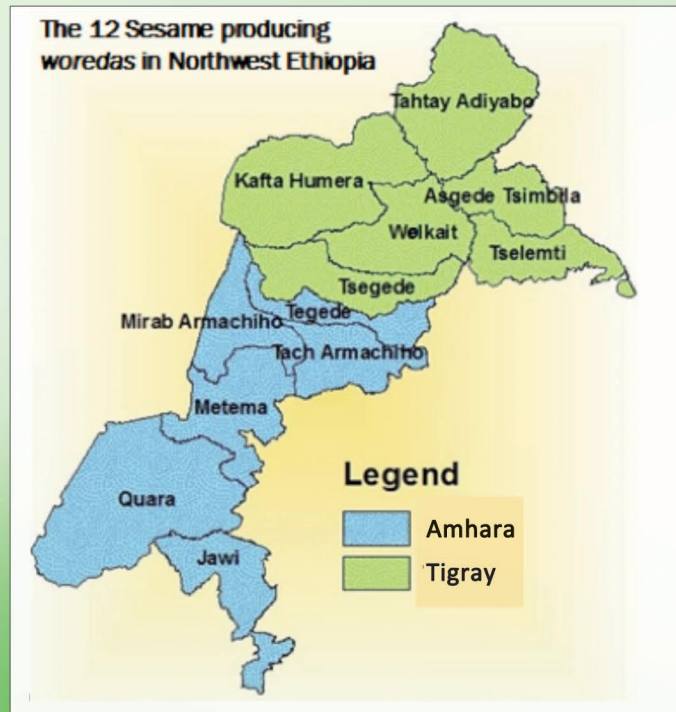 The 12 Sesame producing
woredas in Northwest Ethiopia
Tahtay Adiyabo
Kafta Humera
Asgede Tsimbila
Welkait
Tselemti
Tsegede
Tegede
Mirab Armachiho
Tach Armachiho
Metema
Quara
Jawi
Legend
Amhara
Tigray